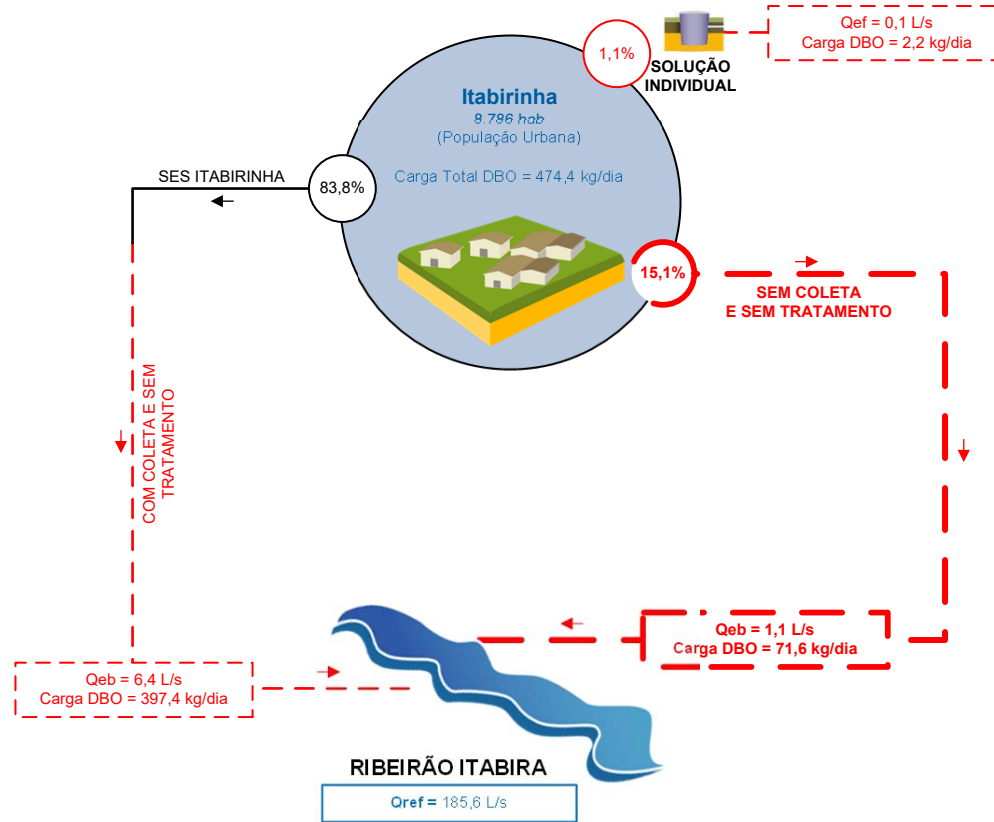 Qef = 0,1 L/s
Carga DBO = 2,2 kg/dia
1,1%
SOLUÇÃO
INDIVIDUAL
Itabirinha
8.786 hab
(População Urbana)
Carga Total DBO = 474,4 kg/dia
SES ITABIRINHA
83,8%
15,1%
SEM COLETA
E SEM TRATAMENTO
COM COLETA E SEM
TRATAMENTO
Qeb = 1,1 L/s
Carga DBO = 71,6 kg/dia
Qeb = 6,4 L/s
Carga DBO = 397,4 kg/dia
RIBEIRÃO ITABIRA
Qref = 185,6 L/s